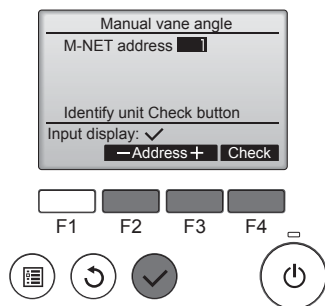 Manual vane angle
M-NET address 1
Identify unit Check button
Input display: ✓
−Address+ Check
F1 F2 F3 F4